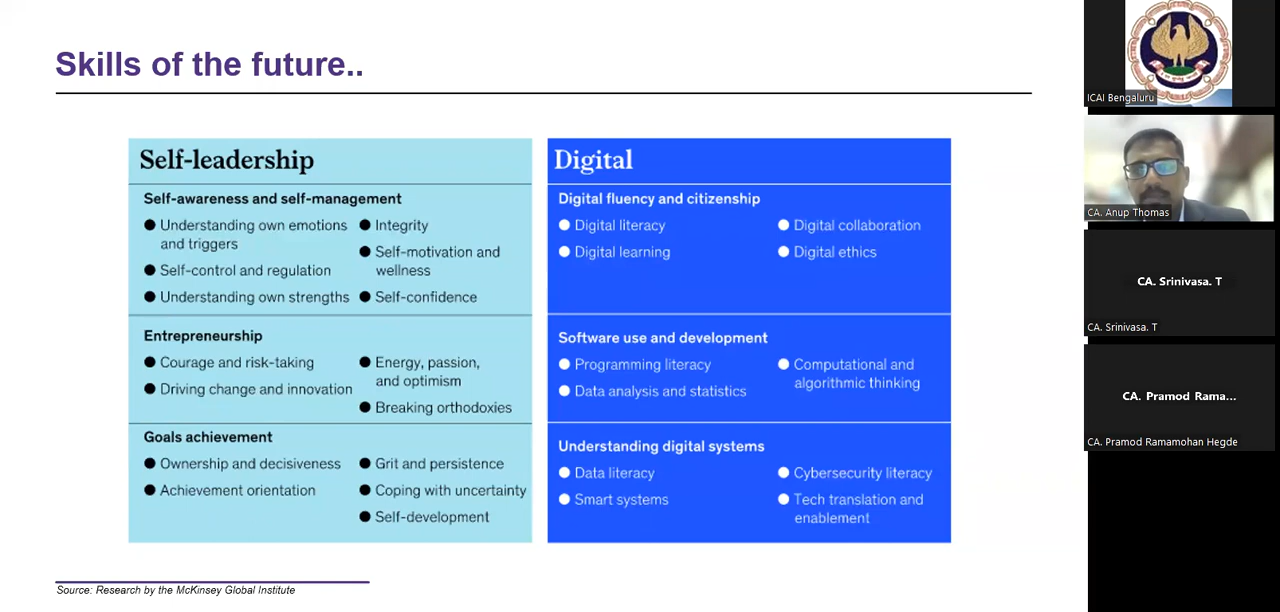 Skills of the future..
Self-leadership
Self-awareness and self-management
Understanding own emotions
and triggers
Self-control and regulation
Understanding own strengths
Integrity
Self-motivation and
wellness
Self-confidence
Entrepreneurship
Courage and risk-taking
Driving change and innovation
Energy, passion,
and optimism
Breaking orthodoxies
Goals achievement
Ownership and decisiveness
Achievement orientation
Grit and persistence
Coping with uncertainty
Self-development
Digital
Digital fluency and citizenship
Digital literacy
Digital learning
Digital collaboration
Digital ethics
Software use and development
Programming literacy
Data analysis and statistics
Computational and
algorithmic thinking
Understanding digital systems
Data literacy
Smart systems
Cybersecurity literacy
Tech translation and
enablement
Source: Research by the McKinsey Global Institute
ICAI Bengaluru
CA. Anup Thomas
CA. Srinivasa. T
CA. Srinivasa. T
CA. Pramod Rama...
CA. Pramod Ramamohan Hegde